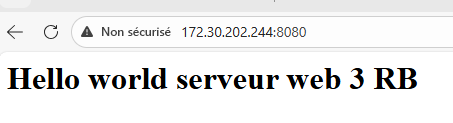 Non sécurisé 172.30.202.244:8080
Hello world serveur web 3 RB